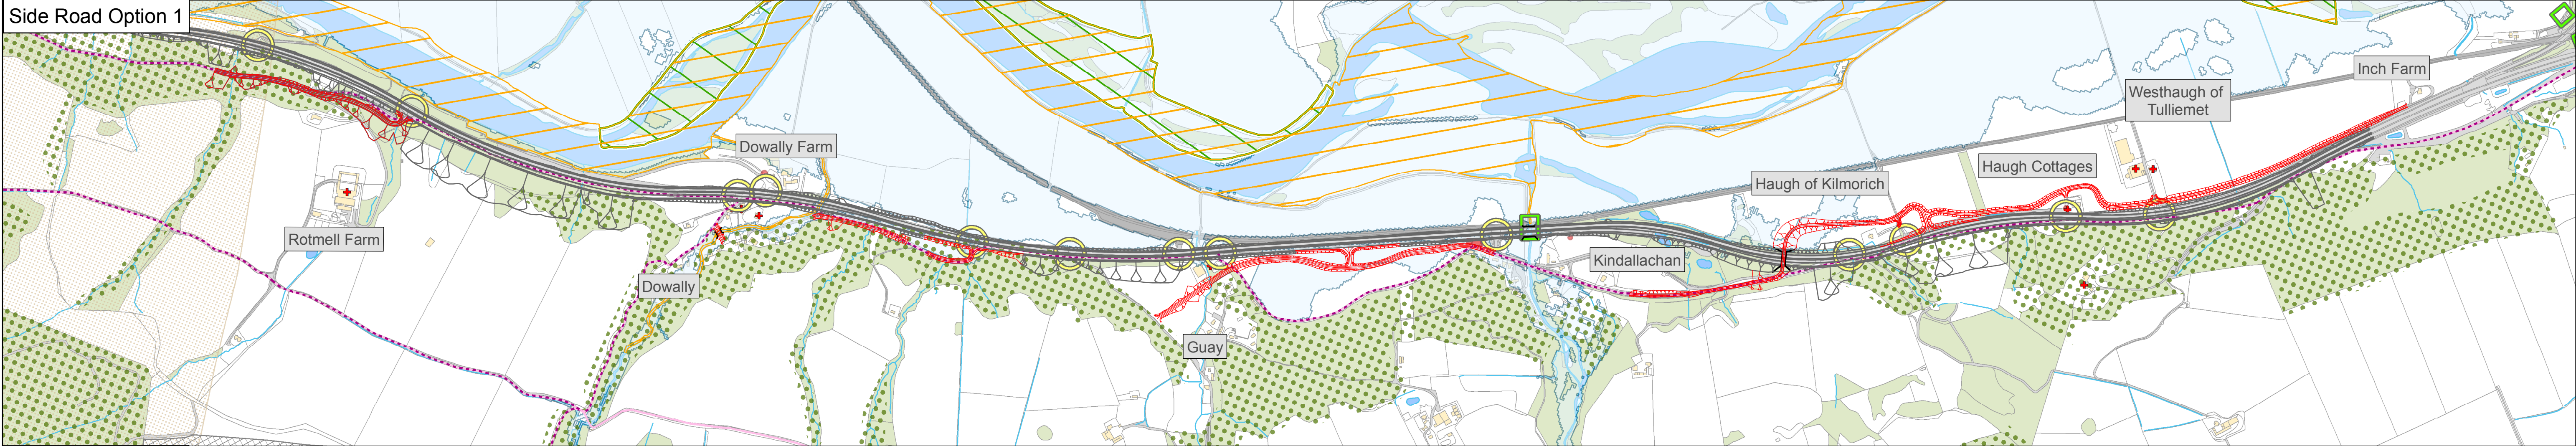 Side Road Option 1
Inch Farm
Westhaugh of
Tulliemet
Dowally Farm
Haugh Cottages
Haugh of Kilmorich
Rotmell Farm
Kindallachan
Dowally
Guay